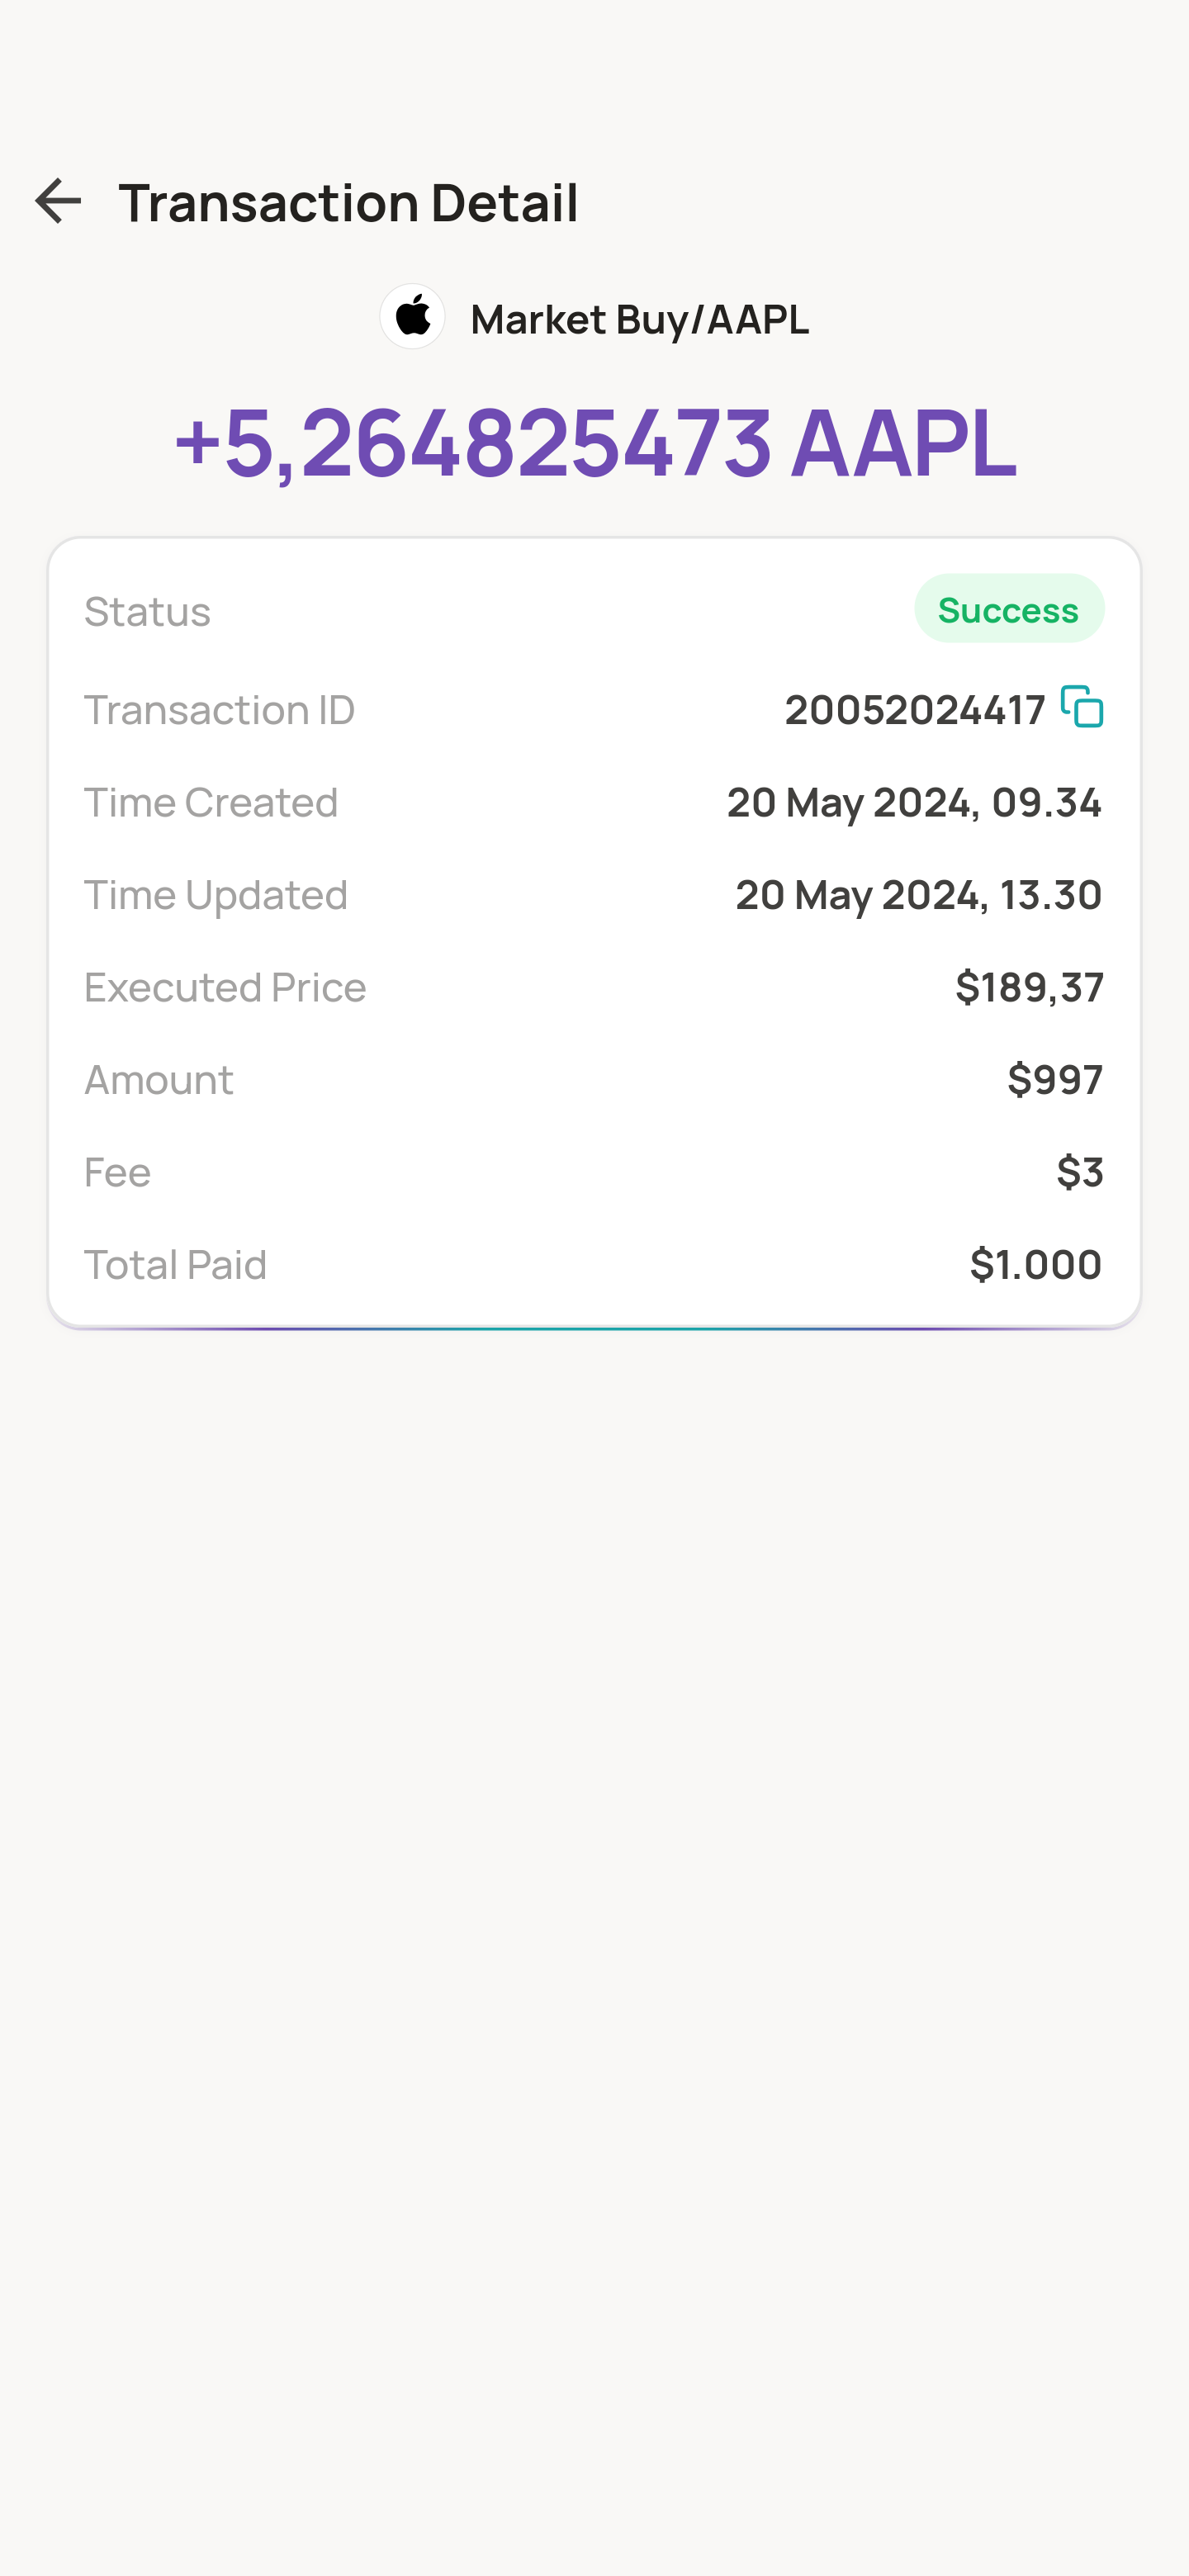 Transaction Detail
Market Buy/AAPL
+5,264825473 AAPL
Status Success
Transaction ID 20052024417
Time Created 20 May 2024, 09.34
Time Updated 20 May 2024, 13.30
Executed Price $189,37
Amount $997
Fee $3
Total Paid $1.000